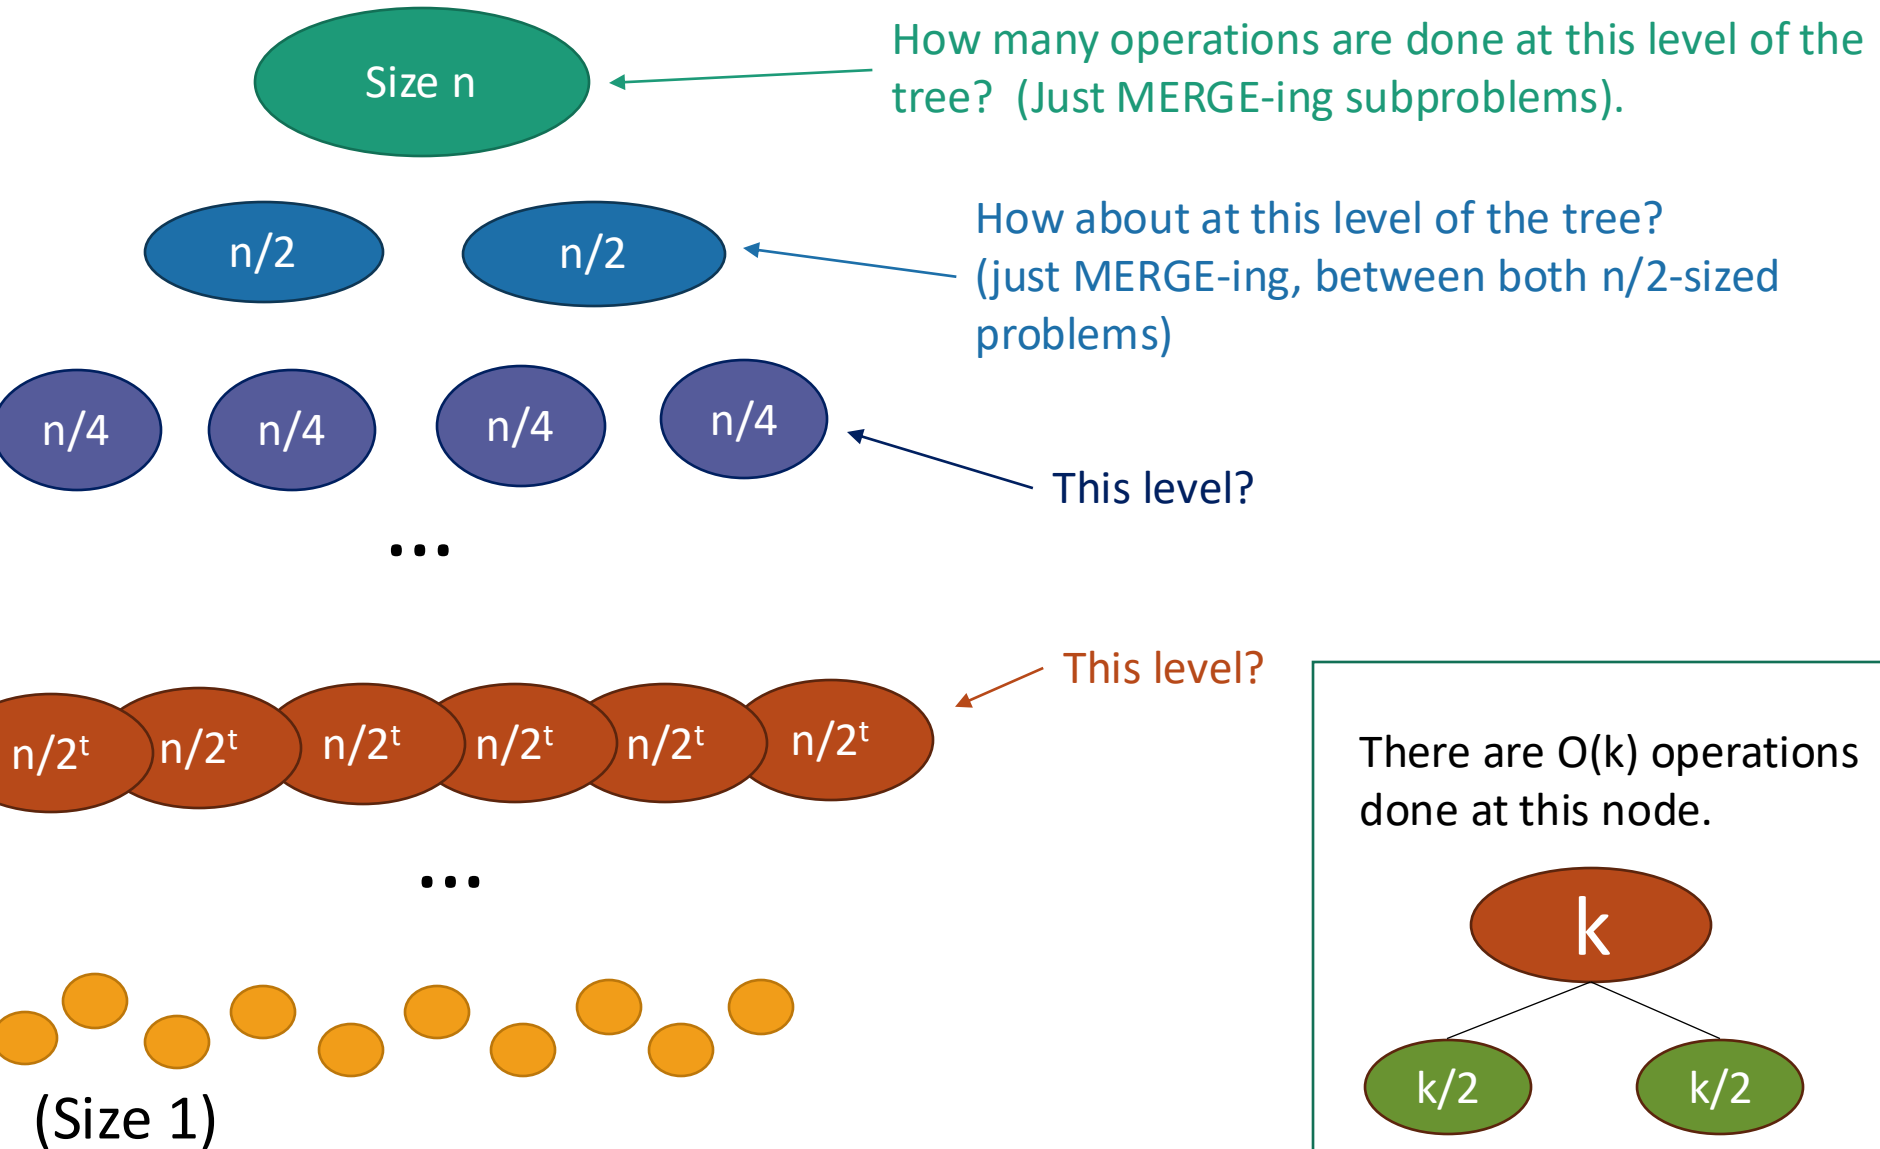 Size n
How many operations are done at this level of the
tree?  (Just MERGE-ing subproblems).
n/2
n/2
How about at this level of the tree?
(just MERGE-ing, between both n/2-sized
problems)
n/4
n/4
n/4
n/4
This level?
...
This level?
n/2ᵗ
n/2ᵗ
n/2ᵗ
n/2ᵗ
n/2ᵗ
n/2ᵗ
...
(Size 1)
There are O(k) operations
done at this node.
k
k/2
k/2